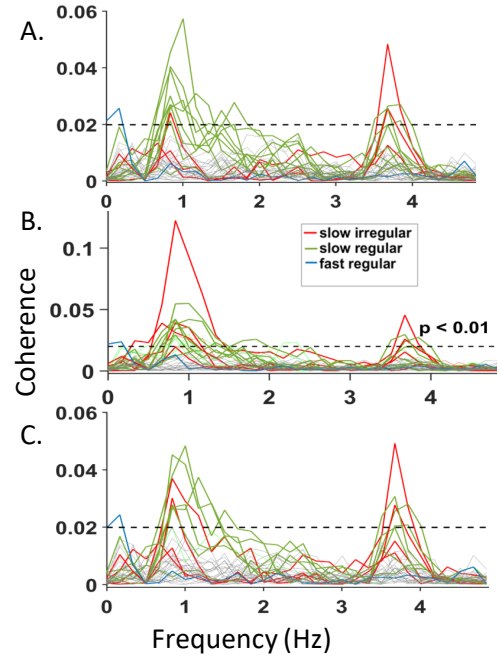 A.
0.06
0.04
0.02
0
0 1 2 3 4
B.
slow irregular
slow regular
fast regular
0.1
0.05
p < 0.01
0
0 1 2 3 4
Coherence
C.
0.06
0.04
0.02
0
0 1 2 3 4
Frequency (Hz)